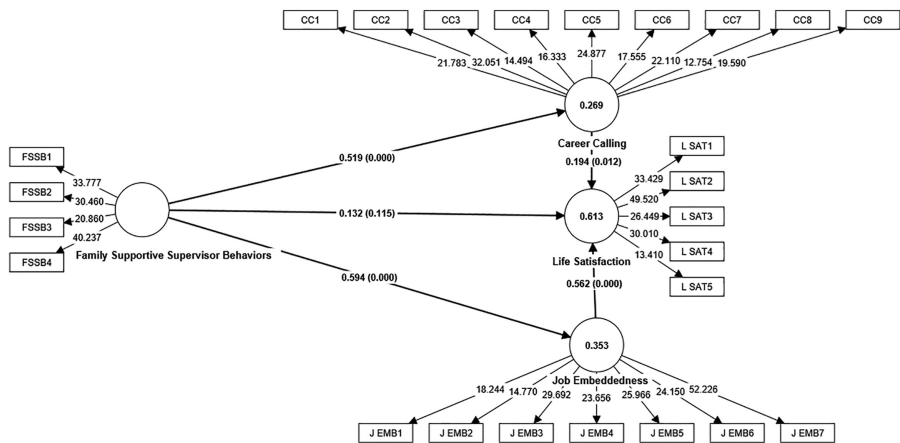 CC1 CC2 CC3 CC4 CC5 CC6 CC7 CC8 CC9
21.783 32.051 14.494 16.333 24.877 17.555 22.110 12.754 19.590
0.269
Career Calling
0.519 (0.000)
0.194 (0.012)
FSSB1
FSSB2
FSSB3
FSSB4
33.777
30.460
20.860
40.237
Family Supportive Supervisor Behaviors
0.132 (0.115)
0.613
Life Satisfaction
33.429
49.520
26.449
30.010
13.410
L SAT1
L SAT2
L SAT3
L SAT4
L SAT5
0.594 (0.000)
0.562 (0.000)
0.353
Job Embeddedness
18.244 14.770 29.692 23.656 25.966 24.150 52.226
J EMB1 J EMB2 J EMB3 J EMB4 J EMB5 J EMB6 J EMB7